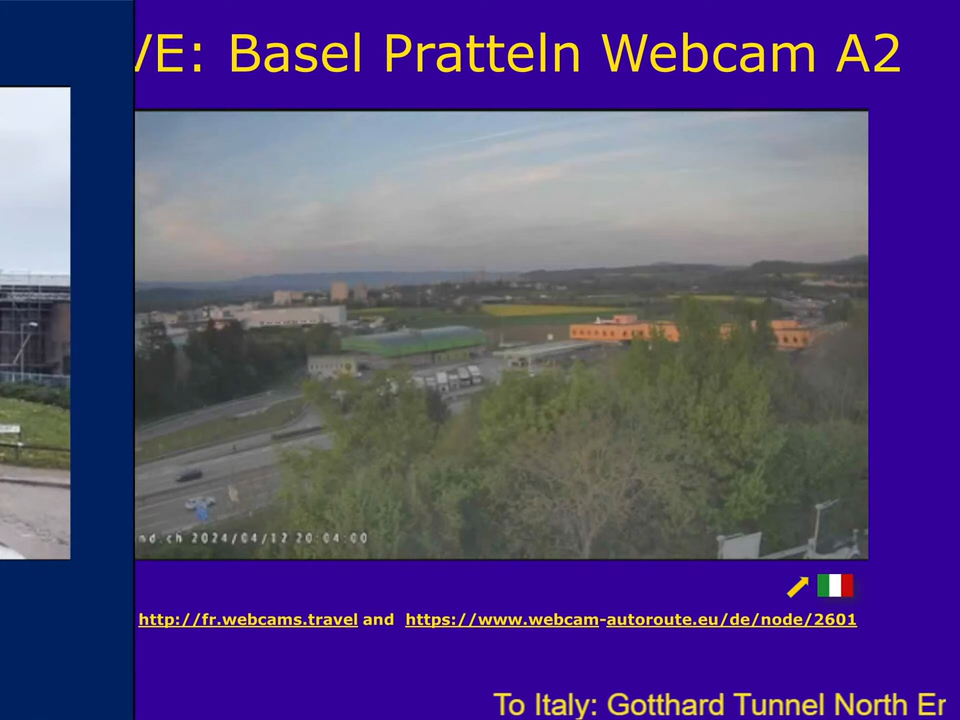 VE: Basel Pratteln Webcam A2
nd.ch 2024/04/12 20:04:00
http://fr.webcams.travel and https://www.webcam-autoroute.eu/de/node/2601
To Italy: Gotthard Tunnel North Er